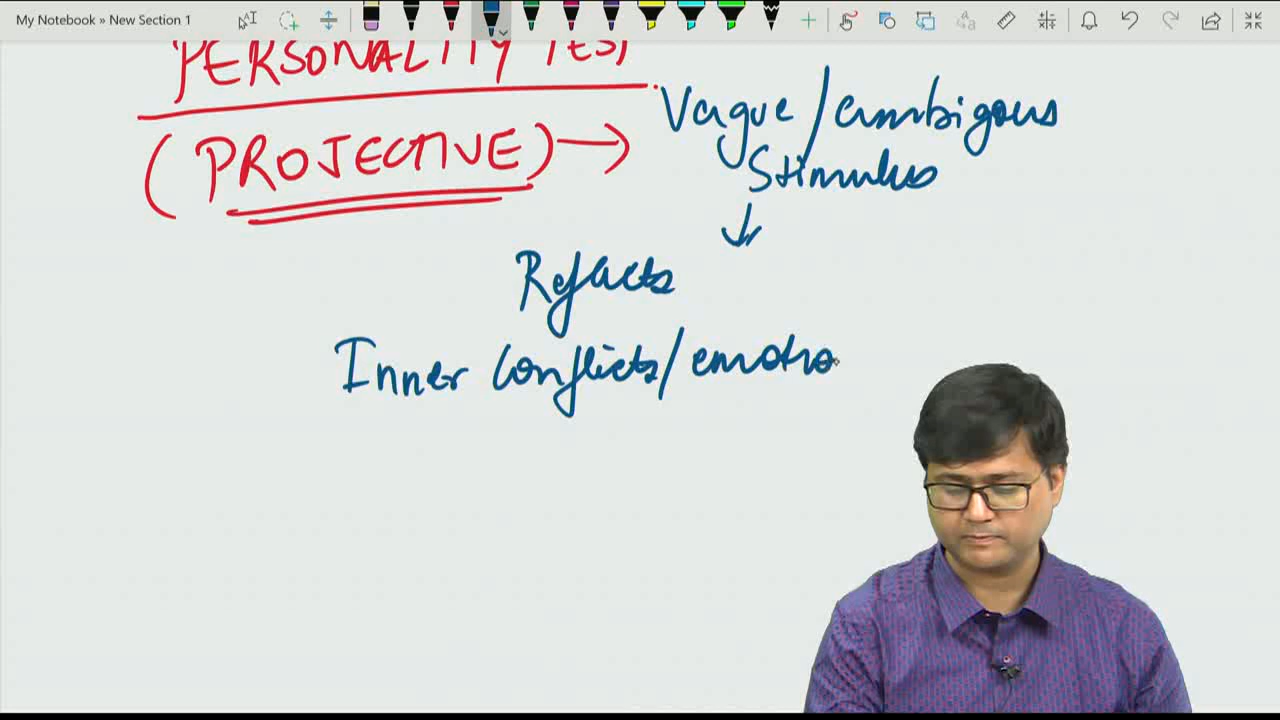 My Notebook » New Section 1
PERSONALITY TEST
(PROJECTIVE) → Vague/ambigous
Stimulus
↓
Reflects
Inner Conflicts/emotio